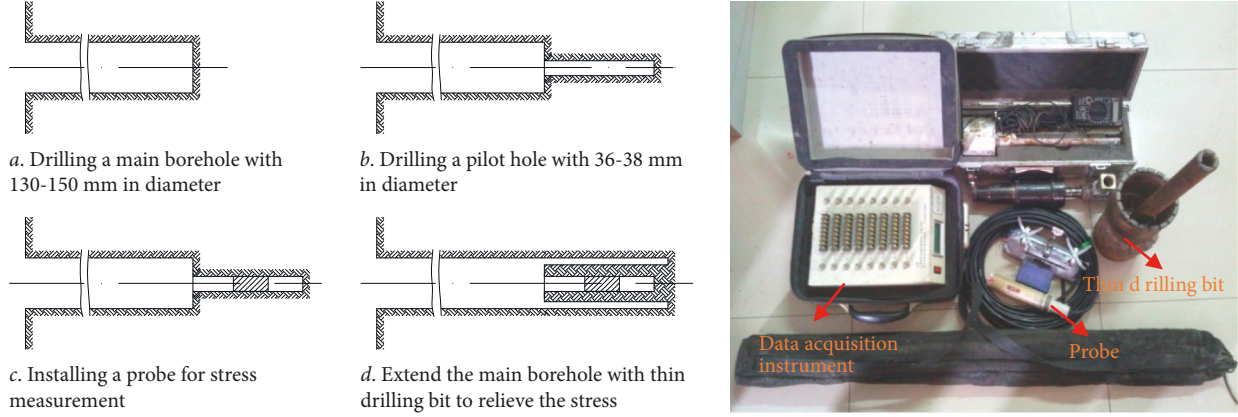 a. Drilling a main borehole with
130-150 mm in diameter
b. Drilling a pilot hole with 36-38 mm
in diameter
c. Installing a probe for stress
measurement
d. Extend the main borehole with thin
drilling bit to relieve the stress
Thin d rilling bit
Data acquisition
instrument
Probe